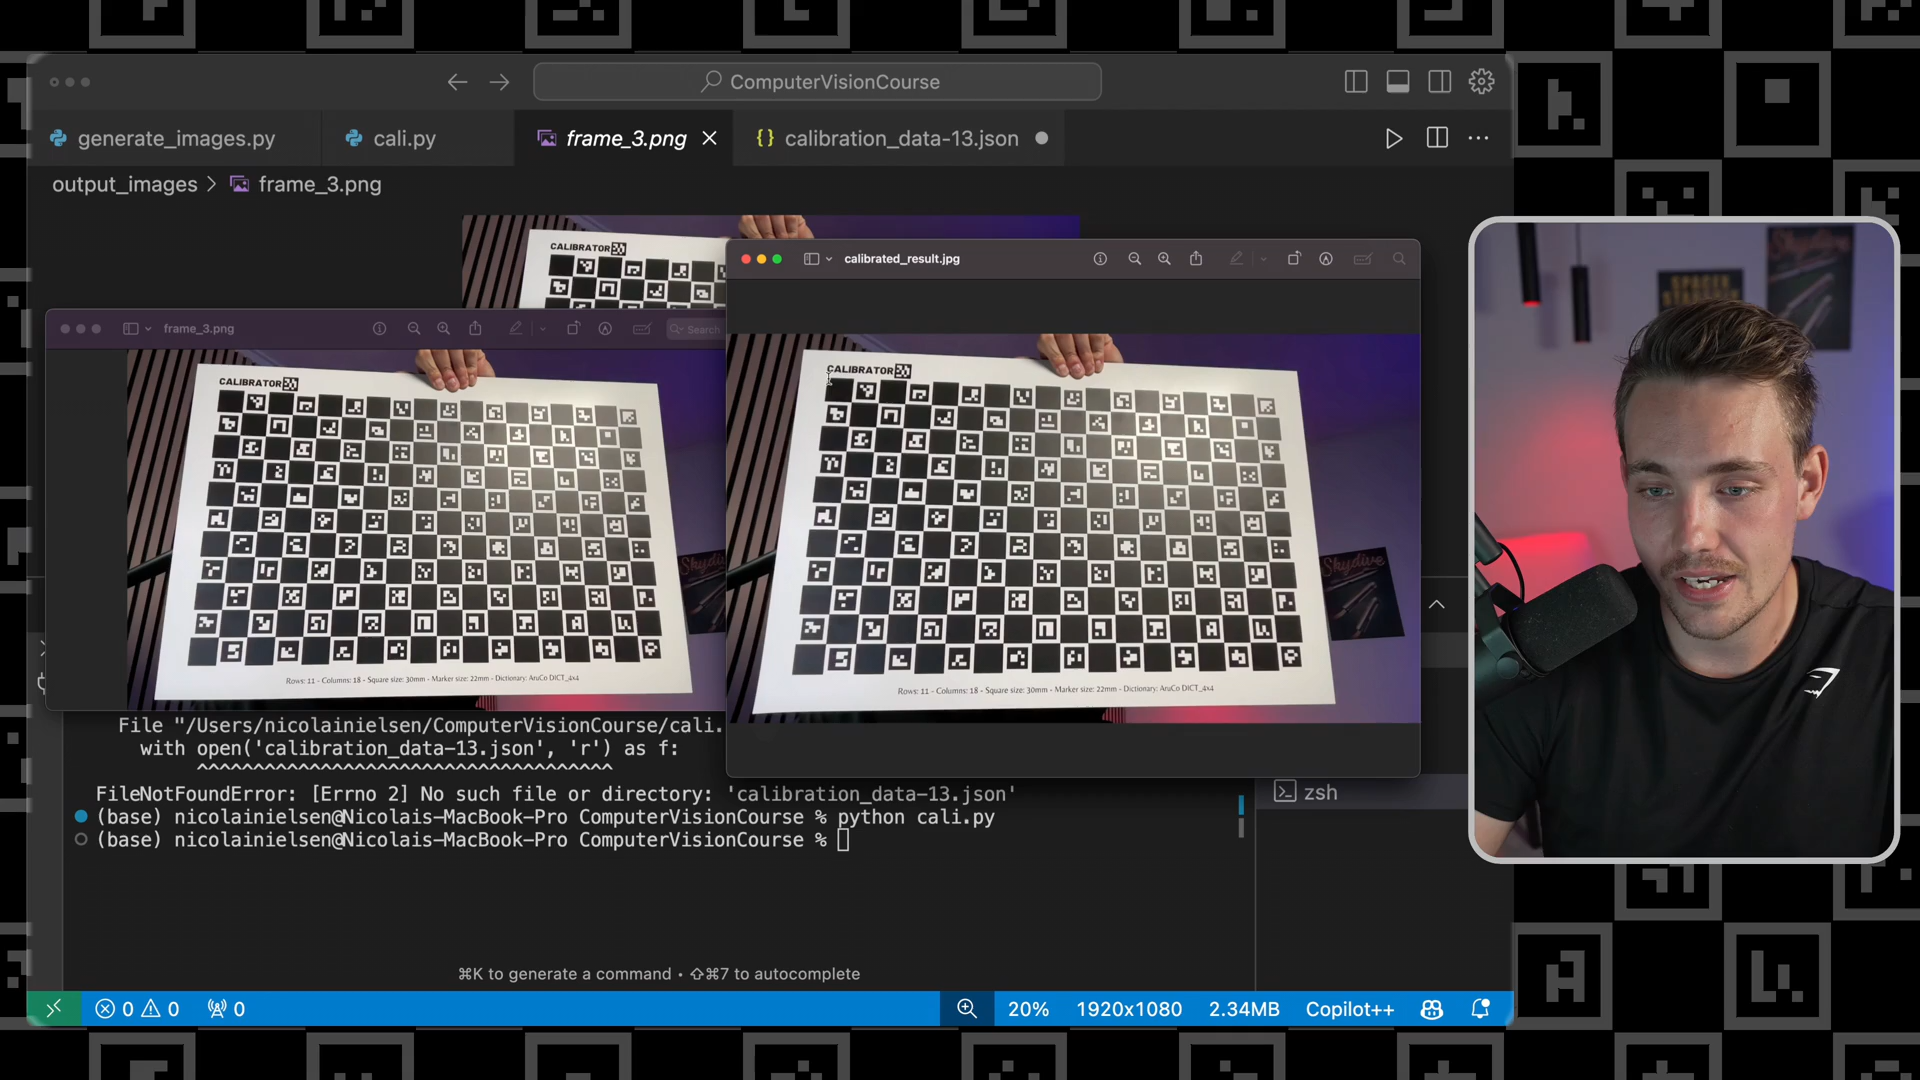 ComputerVisionCourse
generate_images.py
cali.py
frame_3.png
{} calibration_data-13.json
output_images > frame_3.png
CALIBRATOR
calibrated_result.jpg
frame_3.png
Search
CALIBRATOR
CALIBRATOR
Skydive
Rows: 11 - Columns: 18 - Square size: 30mm - Marker size: 22mm - Dictionary: AruCo DICT_4x4
Skydive
Rows: 11 - Columns: 18 - Square size: 30mm - Marker size: 22mm - Dictionary: AruCo DICT_4x4
Skydive
File "/Users/nicolainielsen/ComputerVisionCourse/cali.
with open('calibration_data-13.json', 'r') as f:
^^^^^^^^^^^^^^^^^^^^^^^^^^^^^^^^^^^^^
FileNotFoundError: [Errno 2] No such file or directory: 'calibration_data-13.json'
(base) nicolainielsen@Nicolais-MacBook-Pro ComputerVisionCourse % python cali.py
(base) nicolainielsen@Nicolais-MacBook-Pro ComputerVisionCourse %
zsh
⌘K to generate a command • ⇧⌘7 to autocomplete
0 0 0
20% 1920x1080 2.34MB Copilot++